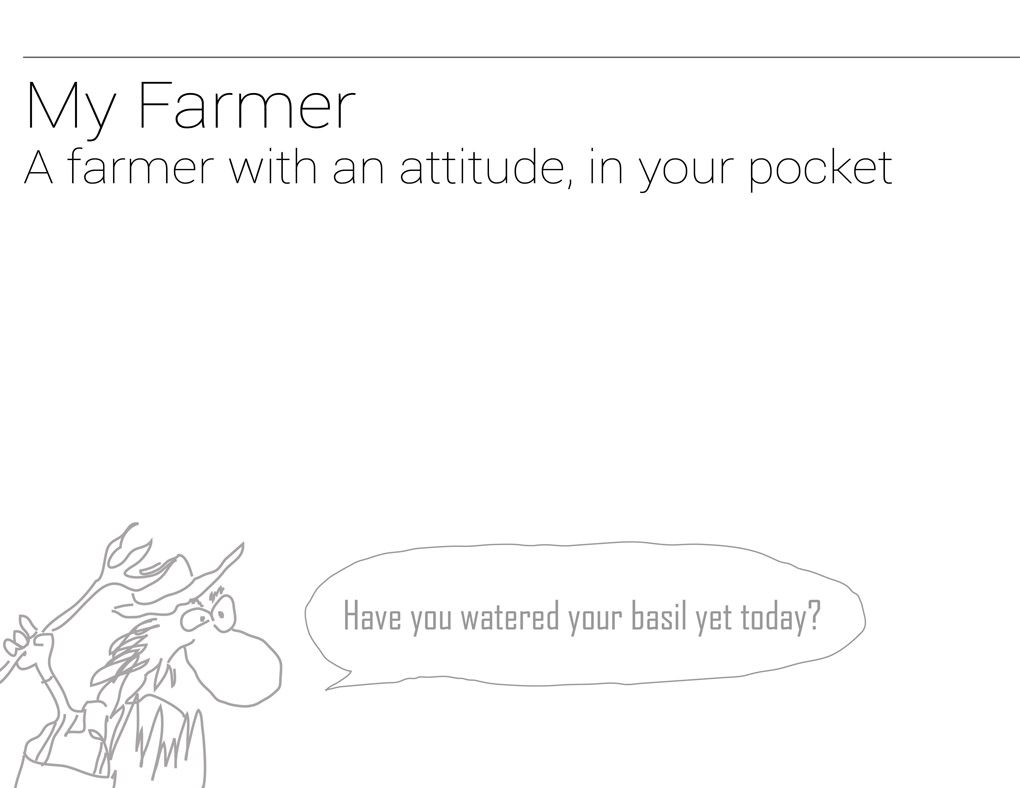 My Farmer
A farmer with an attitude, in your pocket
Have you watered your basil yet today?